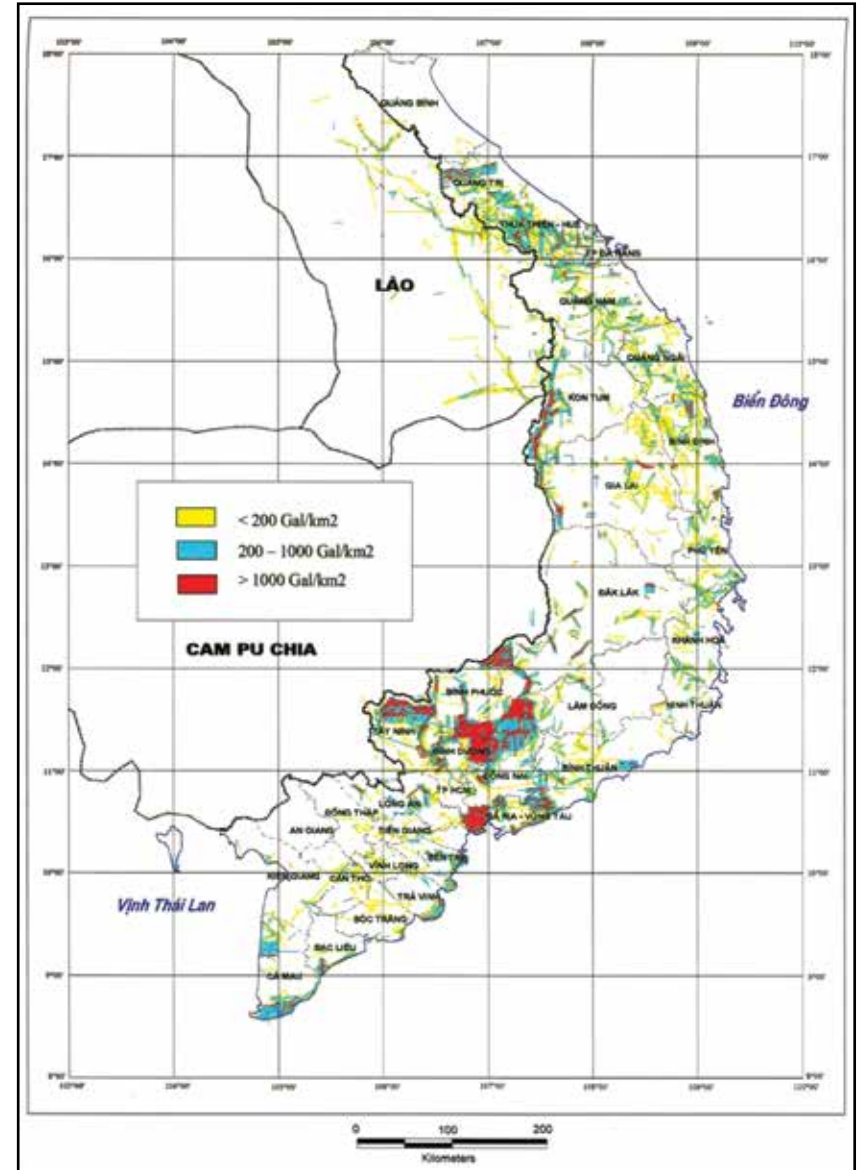 QUẢNG BÌNH
QUẢNG TRỊ
THỪA THIÊN - HUẾ
TP ĐÀ NẴNG
LÀO
QUẢNG NAM
QUẢNG NGÃI
KON TUM
Biển Đông
BÌNH ĐỊNH
GIA LAI
< 200 Gal/km2
200 – 1000 Gal/km2
> 1000 Gal/km2
PHÚ YÊN
ĐĂK LĂK
KHÁNH HOÀ
CAM PU CHIA
BÌNH PHƯỚC
LÂM ĐỒNG
NINH THUẬN
TÂY NINH
BÌNH DƯƠNG
BÌNH THUẬN
ĐỒNG NAI
TP HCM
LONG AN
BÀ RỊA - VŨNG TÀU
ĐỒNG THÁP
AN GIANG
TIỀN GIANG
BẾN TRE
VĨNH LONG
KIÊN GIANG
CẦN THƠ
TRÀ VINH
Vịnh Thái Lan
SÓC TRĂNG
BẠC LIÊU
CÀ MAU
0 100 200
Kilometers